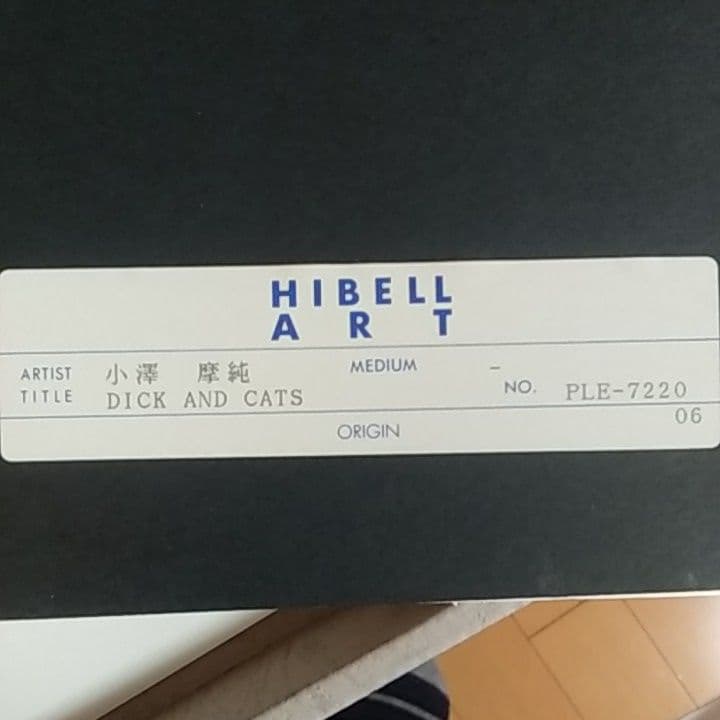 HIBELL
ART
ARTIST 小澤 摩純 MEDIUM –
TITLE DICK AND CATS NO. PLE-7220
06
ORIGIN